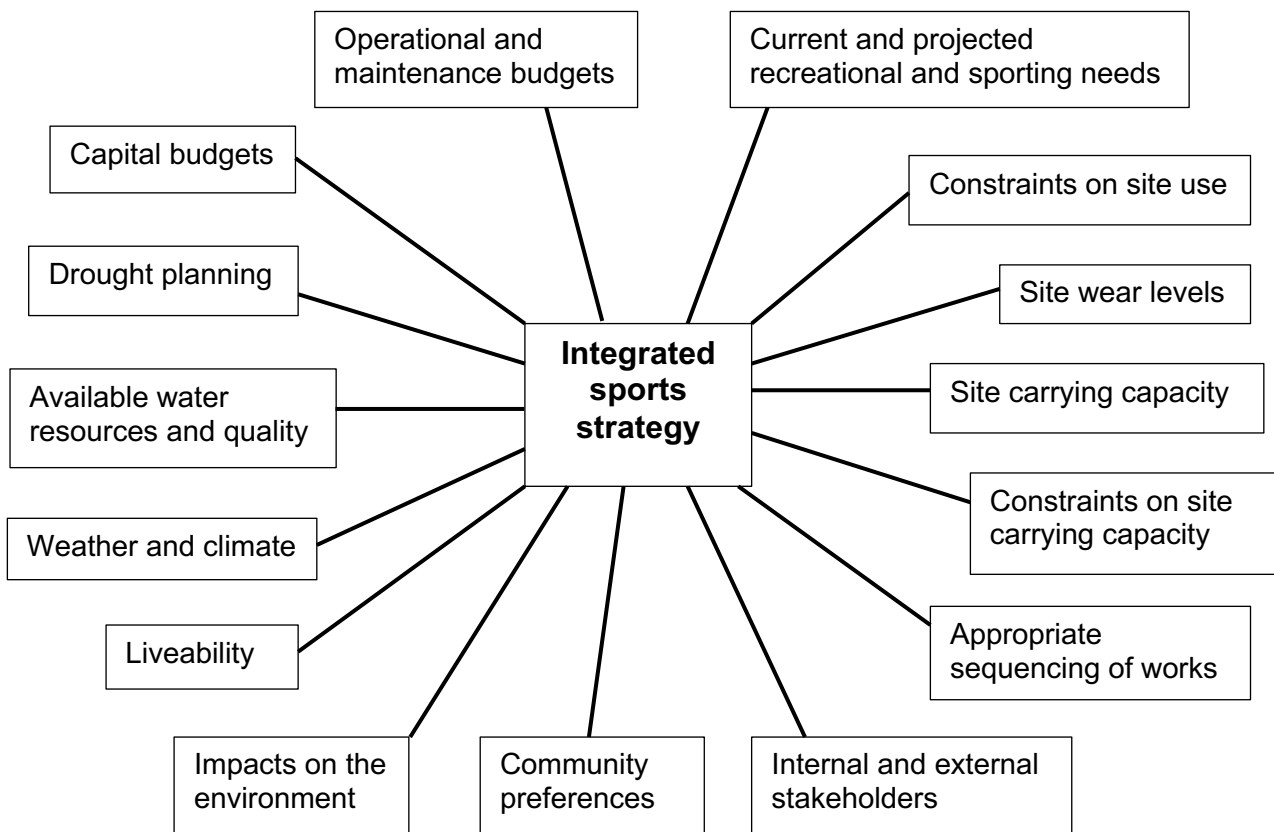 Operational and
maintenance budgets
Current and projected
recreational and sporting needs
Capital budgets
Constraints on site use
Drought planning
Site wear levels
Integrated
sports
strategy
Available water
resources and quality
Site carrying capacity
Weather and climate
Constraints on site
carrying capacity
Liveability
Appropriate
sequencing of works
Impacts on the
environment
Community
preferences
Internal and external
stakeholders